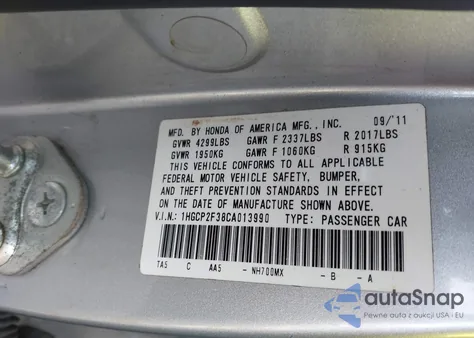 MFD. BY HONDA OF AMERICA MFG., INC. 09/'11
GVWR 4299LBS GAWR F 2337LBS R 2017LBS
GVWR 1950KG GAWR F 1060KG R 915KG
THIS VEHICLE CONFORMS TO ALL APPLICABLE
FEDERAL MOTOR VEHICLE SAFETY, BUMPER,
AND THEFT PREVENTION STANDARDS IN EFFECT
ON THE DATE OF MANUFACTURE SHOWN ABOVE.
V.I.N.: 1HGCP2F38CA013990 TYPE: PASSENGER CAR
TA5 C AA5 - NH700MX - B - A
autoSnap
Pewne auta z USA i EU